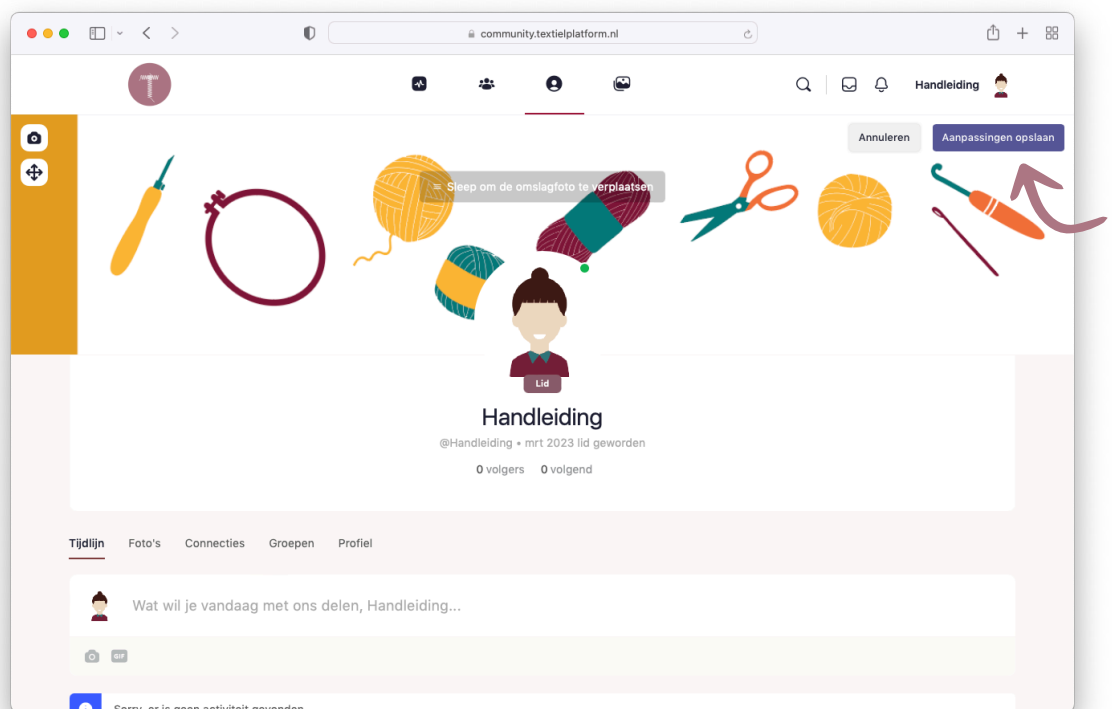 community.textielplatform.nl
Handleiding
Annuleren
Aanpassingen opslaan
≡ Sleep om de omslagfoto te verplaatsen
Lid
Handleiding
@Handleiding • mrt 2023 lid geworden
0 volgers 0 volgend
Tijdlijn Foto's Connecties Groepen Profiel
Wat wil je vandaag met ons delen, Handleiding...
GIF
Sorry, er is geen activiteit gevonden